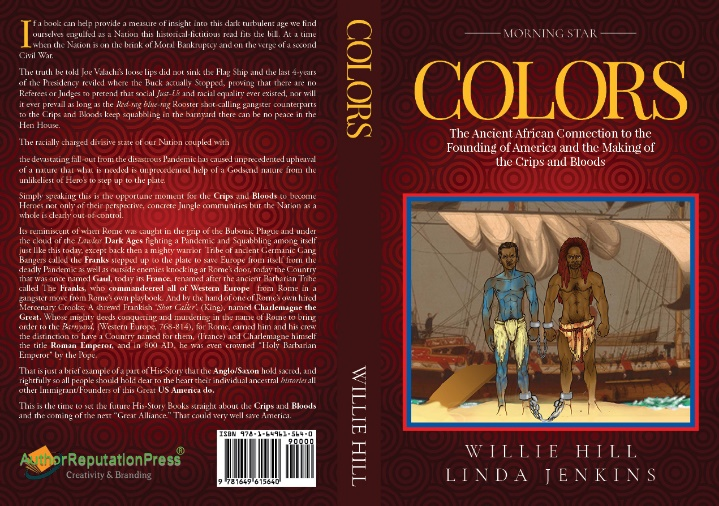 If a book can help provide a measure of insight into this dark turbulent age we find
ourselves engulfed as a Nation this historical-fictitious read fits the bill. At a time
when the Nation is on the brink of Moral Bankruptcy and on the verge of a second
Civil War.
The truth be told Joe Valachi's loose lips did not sink the Flag Ship and the last 4-years
of the Presidency reviled where the Buck actually Stopped, proving that there are no
Referees or Judges to pretend that social Just-Us and racial equality ever existed, nor will
it ever prevail as long as the Red-rag blue-rag Rooster shot-calling gangster counterparts
to the Crips and Bloods keep squabbling in the barnyard there can be no peace in the
Hen House.
The racially charged divisive state of our Nation coupled with
the devastating fall-out from the disastrous Pandemic has caused unprecedented upheaval
of a nature that what is needed is unprecedented help of a Godsend nature from the
unlikeliest of Hero's to step up to the plate.
Simply speaking this is the opportune moment for the Crips and Bloods to become
Heroes not only of their perspective, concrete Jungle communities but the Nation as a
whole is clearly out-of-control.
Its reminiscent of when Rome was caught in the grip of the Bubonic Plague and under
the cloud of the Lawless Dark Ages fighting a Pandemic and Squabbling among itself
just like this today, except back then a mighty warrior Tribe of ancient Germanic Gang
Bangers called the Franks stepped up to the plate to save Europe from itself from the
deadly Pandemic as well as outside enemies knocking at Rome's door, today the Country
that was once named Gaul, today its France, renamed after the ancient Barbarian Tribe
called The Franks, who commandeered all of Western Europe from Rome in a
gangster move from Rome's own playbook. And by the hand of one of Rome's own hired
Mercenary Crooks; A shrewd Frankish 'Shot Caller', (King), named Charlemagne the
Great. Whose mighty deeds conquering and murdering in the name of Rome to bring
order to the Barnyard, (Western Europe, 768-814), for Rome, earned him and his crew
the distinction to have a Country named for them, (France) and Charlemagne himself
the title Roman Emperor, and in 800 AD, he was even crowned "Holy Barbarian
Emperor" by the Pope.
That is just a brief example of a part of His-Story that the Anglo/Saxon hold sacred, and
rightfully so all people should hold dear to the heart their individual ancestral histories all
other Immigrant/Founders of this Great US America do.
This is the time to set the future His-Story Books straight about the Crips and Bloods
and the coming of the next "Great Alliance." That could very well save America.
AuthorReputationPress®
Creativity & Branding
ISBN 978-1-64961-564-0
90000
9 781649 615640
COLORS
WILLIE HILL
MORNING STAR
COLORS
The Ancient African Connection to the
Founding of America and the Making of
the Crips and Bloods
WILLIE HILL
LINDA JENKINS